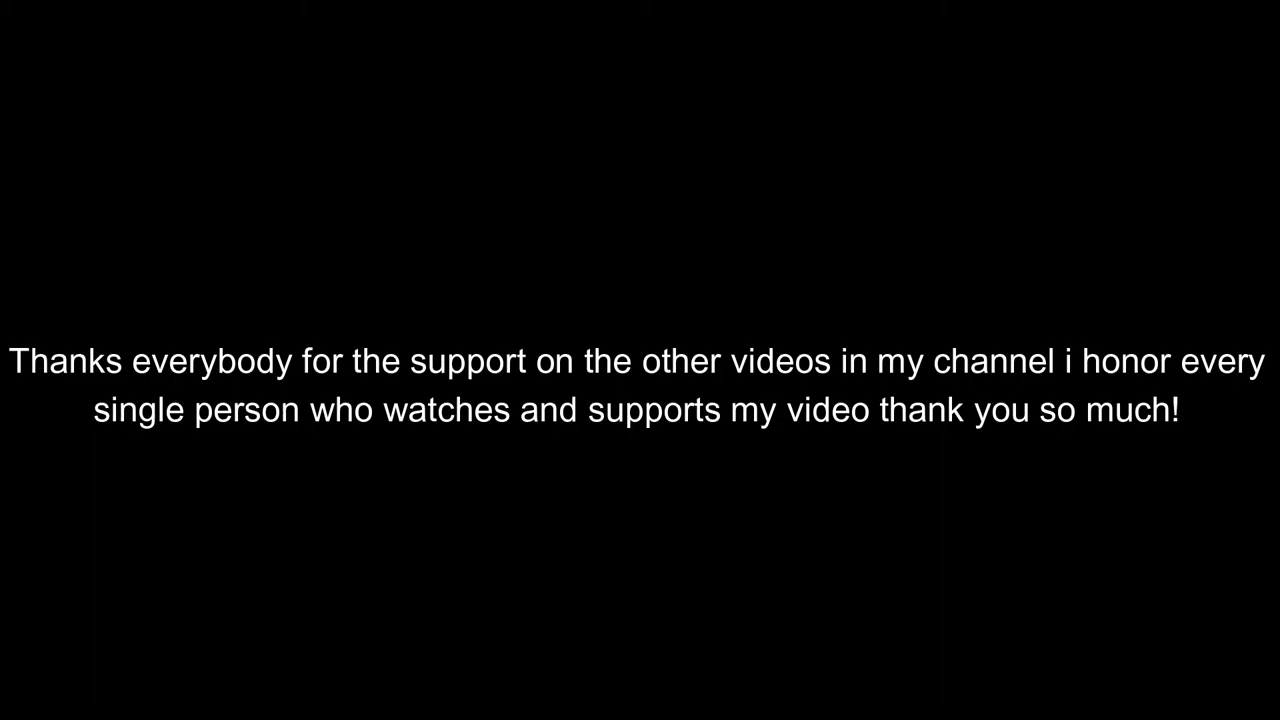 Thanks everybody for the support on the other videos in my channel i honor every
single person who watches and supports my video thank you so much!